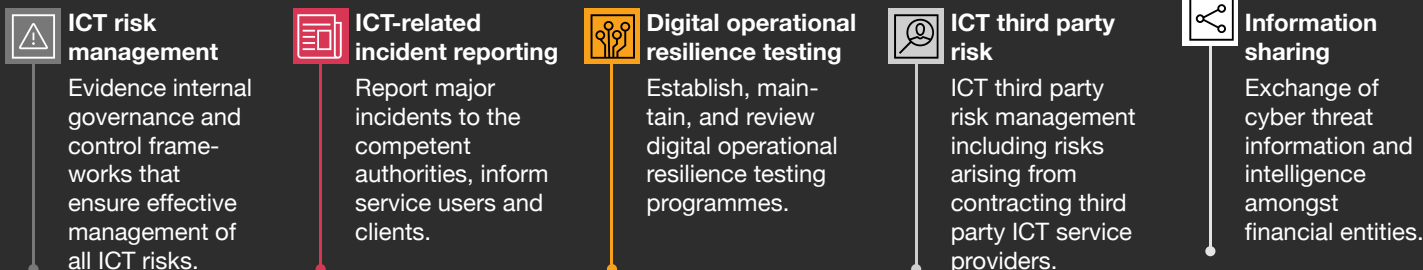 ICT risk
management
Evidence internal
governance and
control frame-
works that
ensure effective
management of
all ICT risks.
ICT-related
incident reporting
Report major
incidents to the
competent
authorities, inform
service users and
clients.
Digital operational
resilience testing
Establish, main-
tain, and review
digital operational
resilience testing
programmes.
ICT third party
risk
ICT third party
risk management
including risks
arising from
contracting third
party ICT service
providers.
Information
sharing
Exchange of
cyber threat
information and
intelligence
amongst
financial entities.